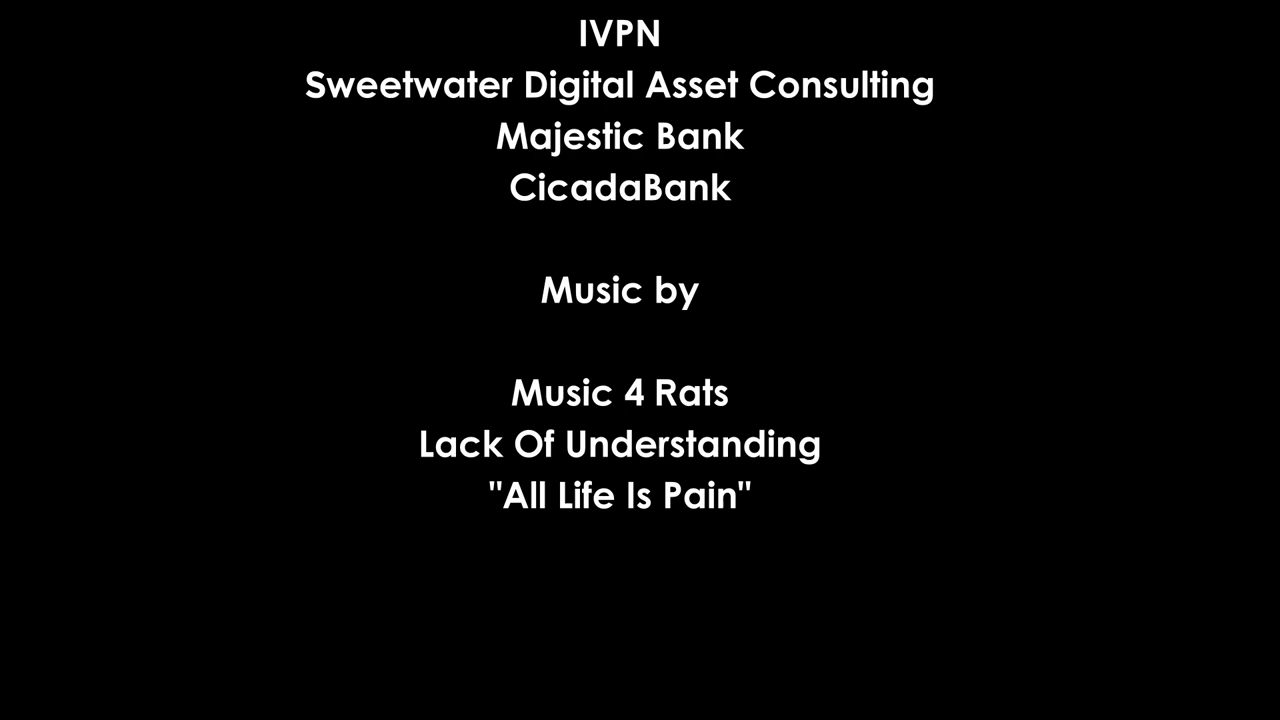 IVPN
Sweetwater Digital Asset Consulting
Majestic Bank
CicadaBank
Music by
Music 4 Rats
Lack Of Understanding
"All Life Is Pain"